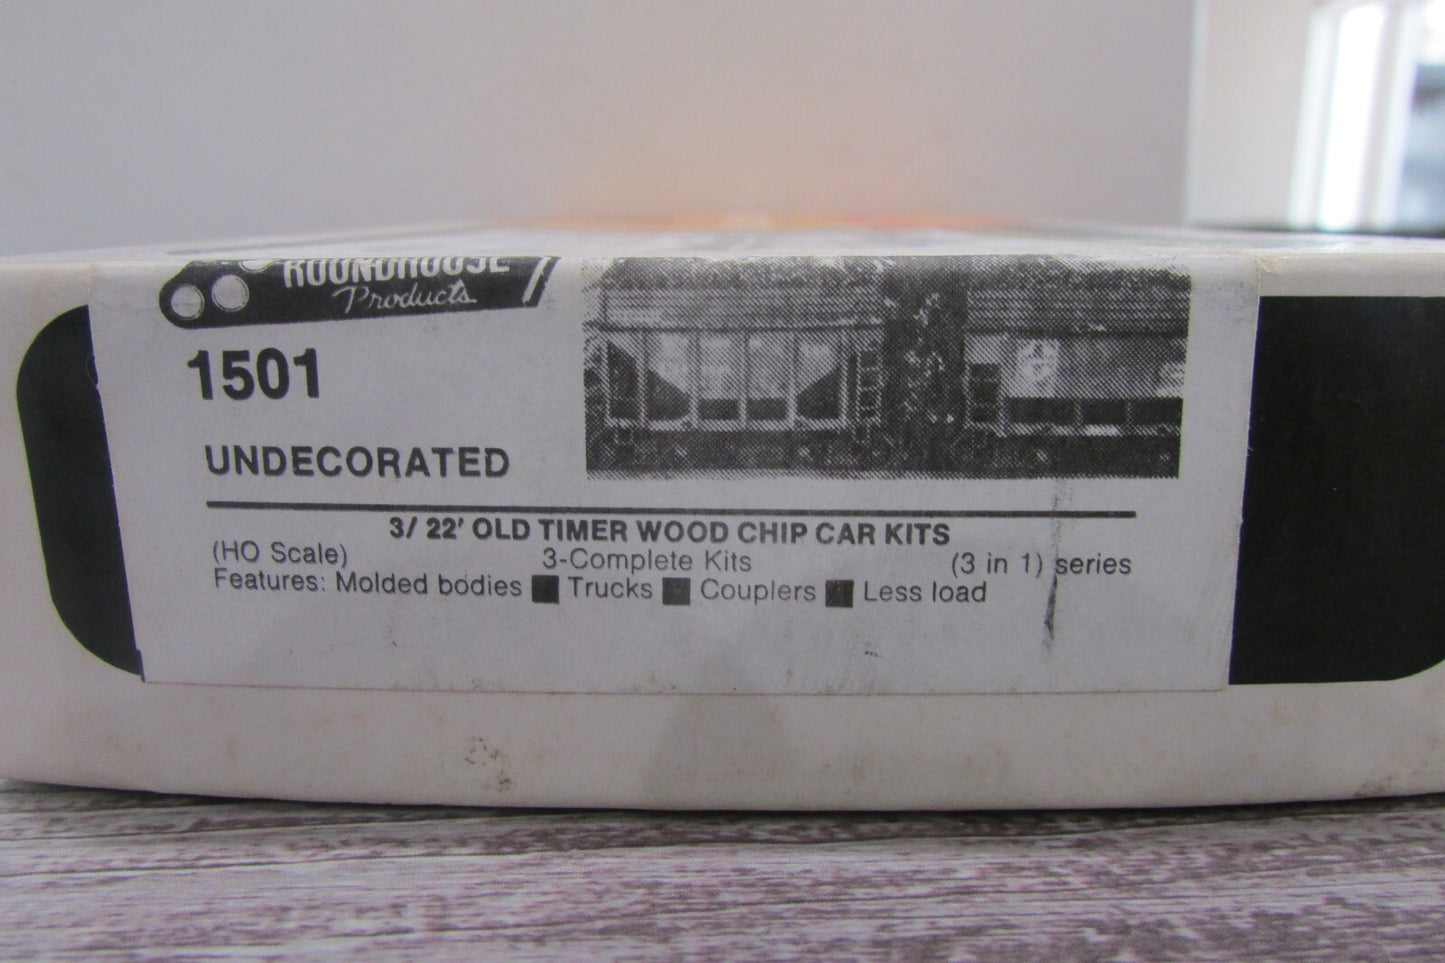 ROUNDHOUSE
Products
1501
UNDECORATED
3/ 22' OLD TIMER WOOD CHIP CAR KITS
(HO Scale) 3-Complete Kits (3 in 1) series
Features: Molded bodies ■ Trucks ■ Couplers ■ Less load